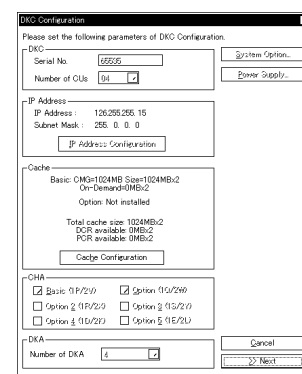 DKC Configuration
Please set the following parameters of DKC Configuration.
DKC
System Option...
Serial No. 65535
Power Supply...
Number of CUs 04
IP Address
IP Address : 126.255.255. 15
Subnet Mask : 255. 0. 0. 0
IP Address Configuration
Cache
Basic: CMG=1024MB Size=1024MBx2
On-Demand=0MBx2
Option: Not installed
Total cache size: 1024MBx2
DCR available: 0MBx2
PCR available: 0MBx2
Cache Configuration
CHA
Basic (1P/2V) Option (1Q/2W)
Option 2 (1R/2X) Option 3 (1S/2Y)
Option 4 (1D/2K) Option 5 (1E/2L)
DKA
Number of DKA 4
Cancel
>> Next